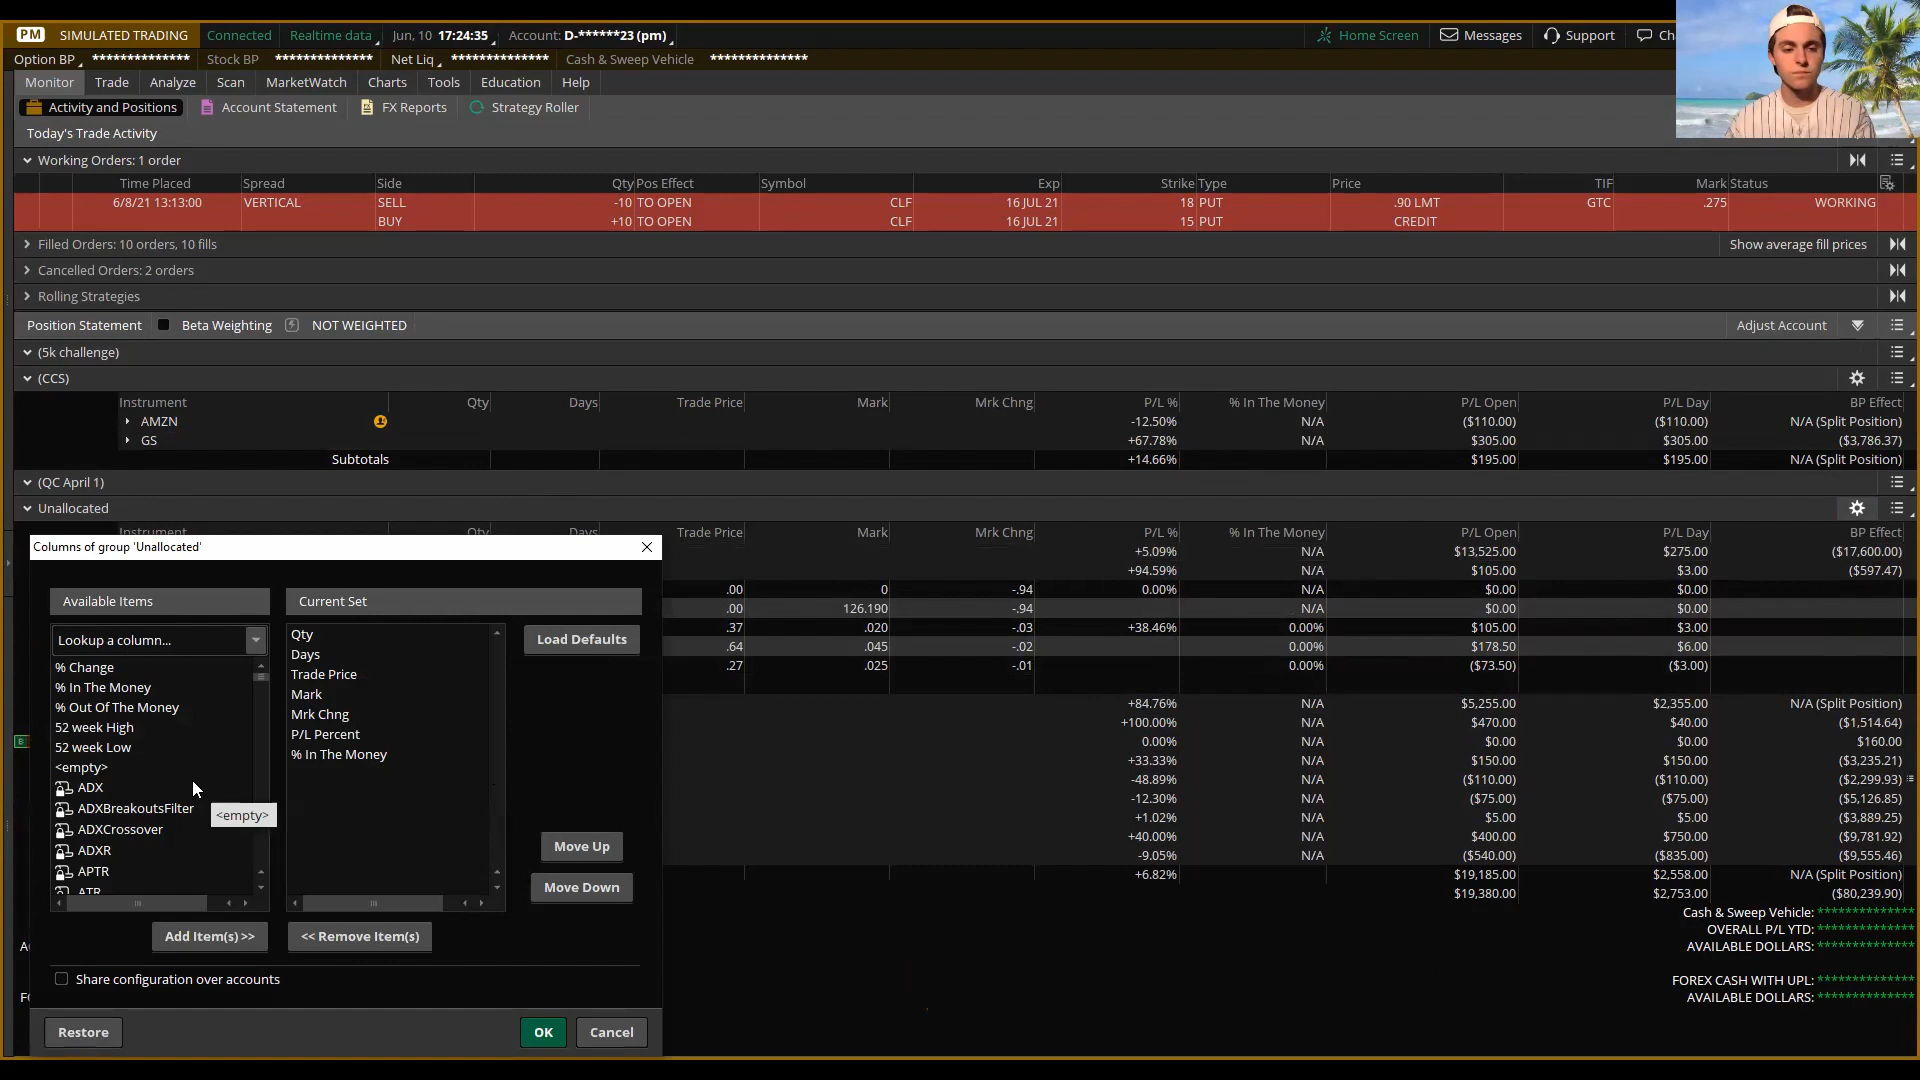 PM SIMULATED TRADING Connected Realtime data Jun, 10 17:24:35 Account: D-******23 (pm) Home Screen Messages Support
Option BP ************** Stock BP ************** Net Liq ************** Cash & Sweep Vehicle **************
Monitor Trade Analyze Scan MarketWatch Charts Tools Education Help
Activity and Positions Account Statement FX Reports Strategy Roller
Today's Trade Activity
Working Orders: 1 order
Time Placed Spread Side Qty Pos Effect Symbol Exp Strike Type Price TIF Mark Status
6/8/21 13:13:00 VERTICAL SELL -10 TO OPEN CLF 16 JUL 21 18 PUT .90 LMT GTC .275 WORKING
BUY +10 TO OPEN CLF 16 JUL 21 15 PUT CREDIT
Filled Orders: 10 orders, 10 fills Show average fill prices
Cancelled Orders: 2 orders
Rolling Strategies
Position Statement Beta Weighting NOT WEIGHTED Adjust Account
(5k challenge)
(CCS)
Instrument Qty Days Trade Price Mark Mrk Chng P/L % % In The Money P/L Open P/L Day BP Effect
AMZN -12.50% N/A ($110.00) ($110.00) N/A (Split Position)
GS +67.78% N/A $305.00 $305.00 ($3,786.37)
Subtotals +14.66% $195.00 $195.00 N/A (Split Position)
(QC April 1)
Unallocated
Instrument Qty Days Trade Price Mark Mrk Chng P/L % % In The Money P/L Open P/L Day BP Effect
+5.09% N/A $13,525.00 $275.00 ($17,600.00)
+94.59% N/A $105.00 $3.00 ($597.47)
.00 0 -.94 0.00% N/A $0.00 $0.00
.00 126.190 -.94 N/A $0.00 $0.00
.37 .020 -.03 +38.46% 0.00% $105.00 $3.00
.64 .045 -.02 0.00% $178.50 $6.00
.27 .025 -.01 0.00% ($73.50) ($3.00)
+84.76% N/A $5,255.00 $2,355.00 N/A (Split Position)
+100.00% N/A $470.00 $40.00 ($1,514.64)
0.00% N/A $0.00 $0.00 $160.00
+33.33% N/A $150.00 $150.00 ($3,235.21)
-48.89% N/A ($110.00) ($110.00) ($2,299.93)
-12.30% N/A ($75.00) ($75.00) ($5,126.85)
+1.02% N/A $5.00 $5.00 ($3,889.25)
+40.00% N/A $400.00 $750.00 ($9,781.92)
-9.05% N/A ($540.00) ($835.00) ($9,555.46)
+6.82% $19,185.00 $2,558.00 N/A (Split Position)
$19,380.00 $2,753.00 ($80,239.90)
Cash & Sweep Vehicle: **************
OVERALL P/L YTD: **************
AVAILABLE DOLLARS: **************
FOREX CASH WITH UPL: **************
AVAILABLE DOLLARS: **************
Columns of group 'Unallocated'
Available Items Current Set
Lookup a column... Load Defaults
% Change
% In The Money
% Out Of The Money
52 week High
52 week Low
<empty>
ADX
ADXBreakoutsFilter
<empty>
ADXCrossover
ADXR
APTR
ATR
Qty
Days
Trade Price
Mark
Mrk Chng
P/L Percent
% In The Money
Move Up
Move Down
Add Item(s) >> << Remove Item(s)
Share configuration over accounts
Restore OK Cancel